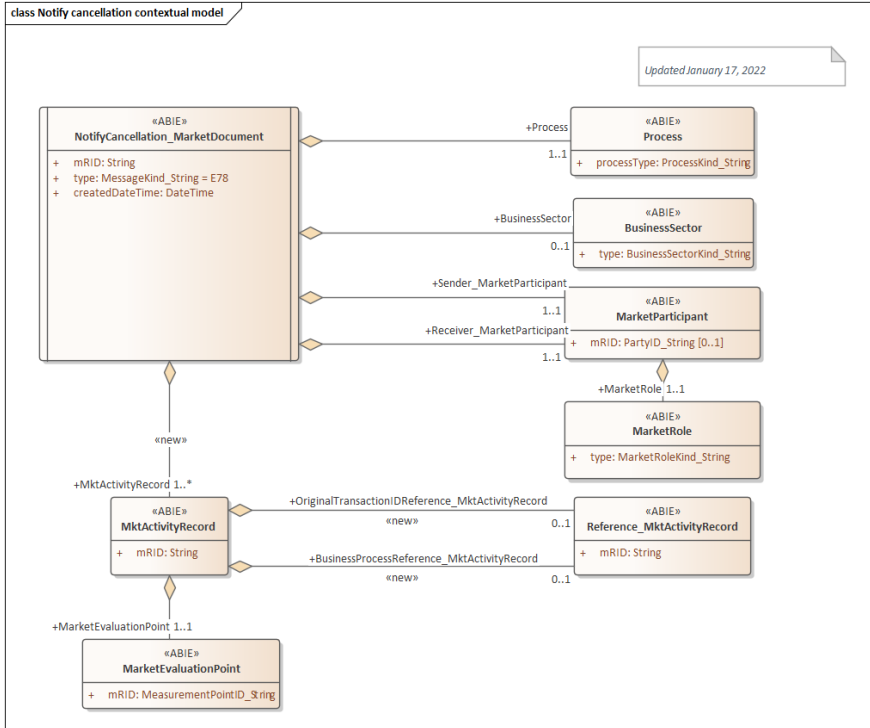 class Notify cancellation contextual model
Updated January 17, 2022
«ABIE»
NotifyCancellation_MarketDocument
+ mRID: String
+ type: MessageKind_String = E78
+ createdDateTime: DateTime
+Process
1..1
«ABIE»
Process
+ processType: ProcessKind_String
+BusinessSector
0..1
«ABIE»
BusinessSector
+ type: BusinessSectorKind_String
+Sender_MarketParticipant
1..1
+Receiver_MarketParticipant
1..1
«ABIE»
MarketParticipant
+ mRID: PartyID_String [0..1]
+MarketRole 1..1
«ABIE»
MarketRole
+ type: MarketRoleKind_String
«new»
+MktActivityRecord 1..*
«ABIE»
MktActivityRecord
+ mRID: String
+OriginalTransactionIDReference_MktActivityRecord
«new»
0..1
+BusinessProcessReference_MktActivityRecord
«new»
0..1
«ABIE»
Reference_MktActivityRecord
+ mRID: String
+MarketEvaluationPoint 1..1
«ABIE»
MarketEvaluationPoint
+ mRID: MeasurementPointID_String